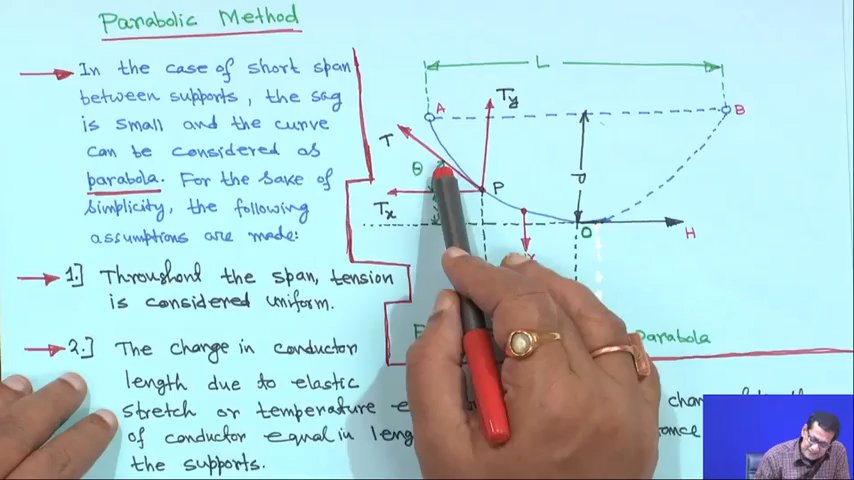 Parabolic Method
In the case of short span
between supports, the sag
is small and the curve
can be considered as
parabola. For the sake of
simplicity, the following
assumptions are made:
1.] Throughout the span, tension
is considered uniform.
2.] The change in conductor
length due to elastic
stretch or temperature
of conductor equal in
the supports.
L
A
B
Ty
T
θ
P
d
Tx
O
H
Parabola